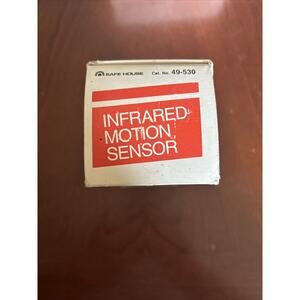 SAFE HOUSE Cat. No. 49-530
INFRARED
MOTION
SENSOR